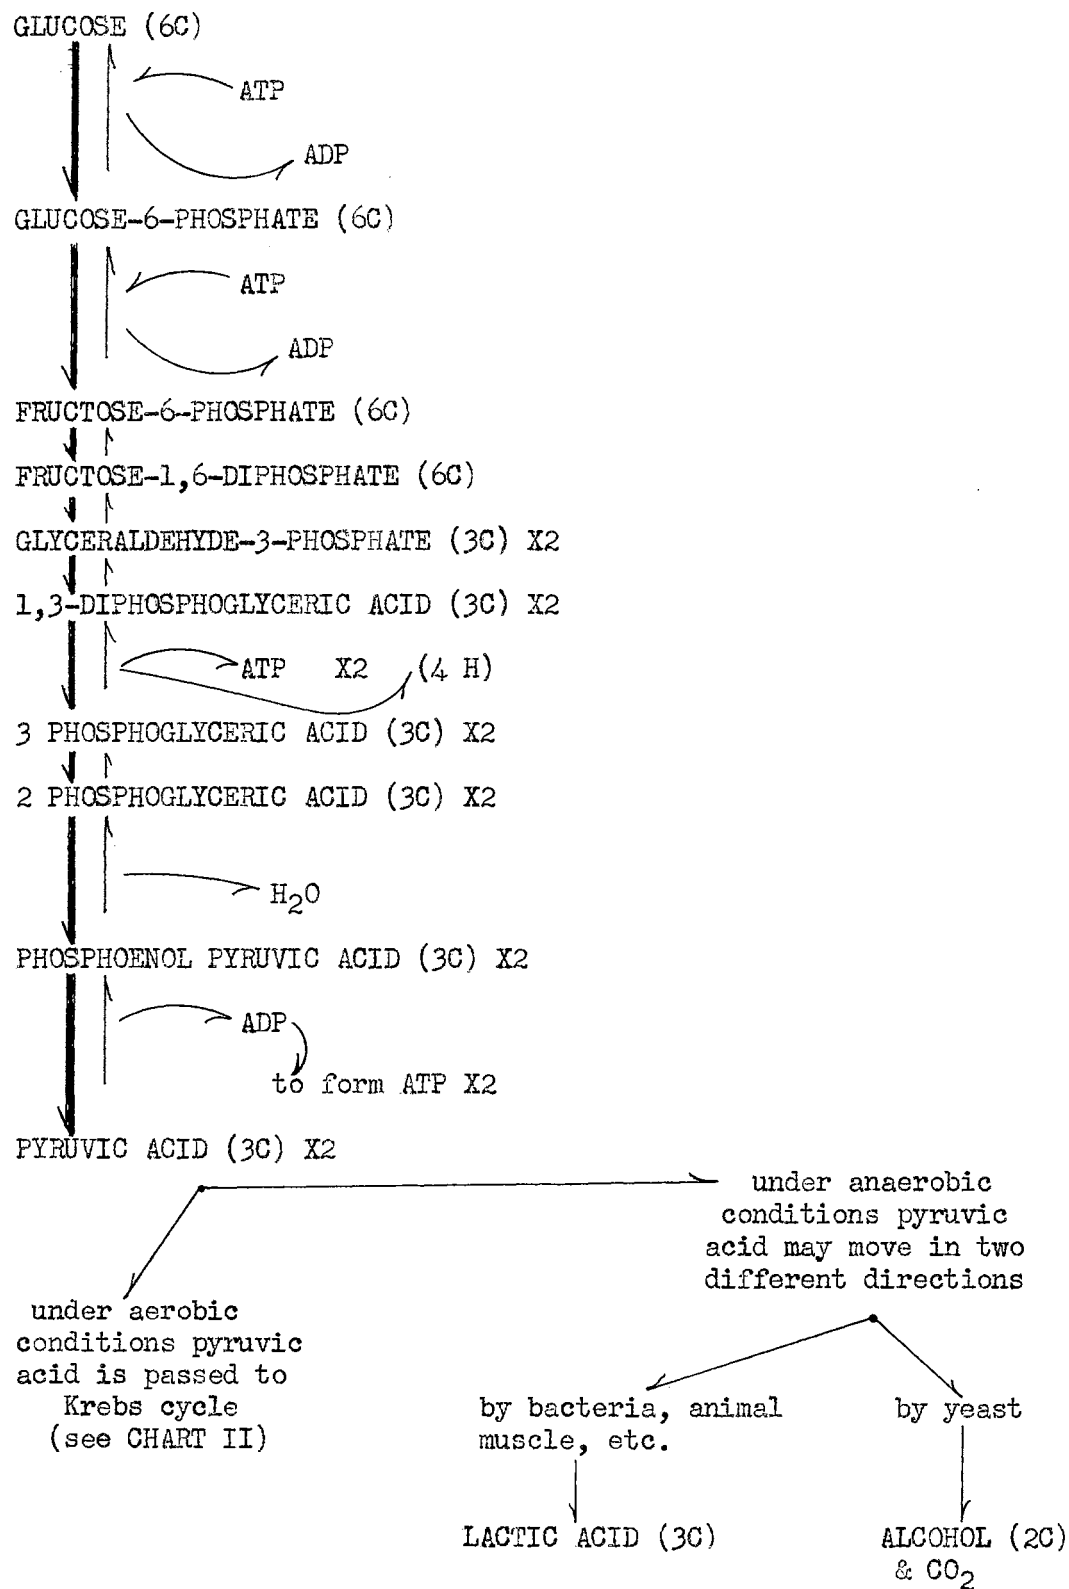 GLUCOSE (6C)
ATP
ADP
GLUCOSE-6-PHOSPHATE (6C)
ATP
ADP
FRUCTOSE-6-PHOSPHATE (6C)
FRUCTOSE-1,6-DIPHOSPHATE (6C)
GLYCERALDEHYDE-3-PHOSPHATE (3C) X2
1,3-DIPHOSPHOGLYCERIC ACID (3C) X2
ATP X2 (4 H)
3 PHOSPHOGLYCERIC ACID (3C) X2
2 PHOSPHOGLYCERIC ACID (3C) X2
H2O
PHOSPHOENOL PYRUVIC ACID (3C) X2
ADP
to form ATP X2
PYRUVIC ACID (3C) X2
under anaerobic
conditions pyruvic
acid may move in two
different directions
under aerobic
conditions pyruvic
acid is passed to
Krebs cycle
(see CHART II)
by bacteria, animal
muscle, etc.
by yeast
LACTIC ACID (3C)
ALCOHOL (2C)
& CO2